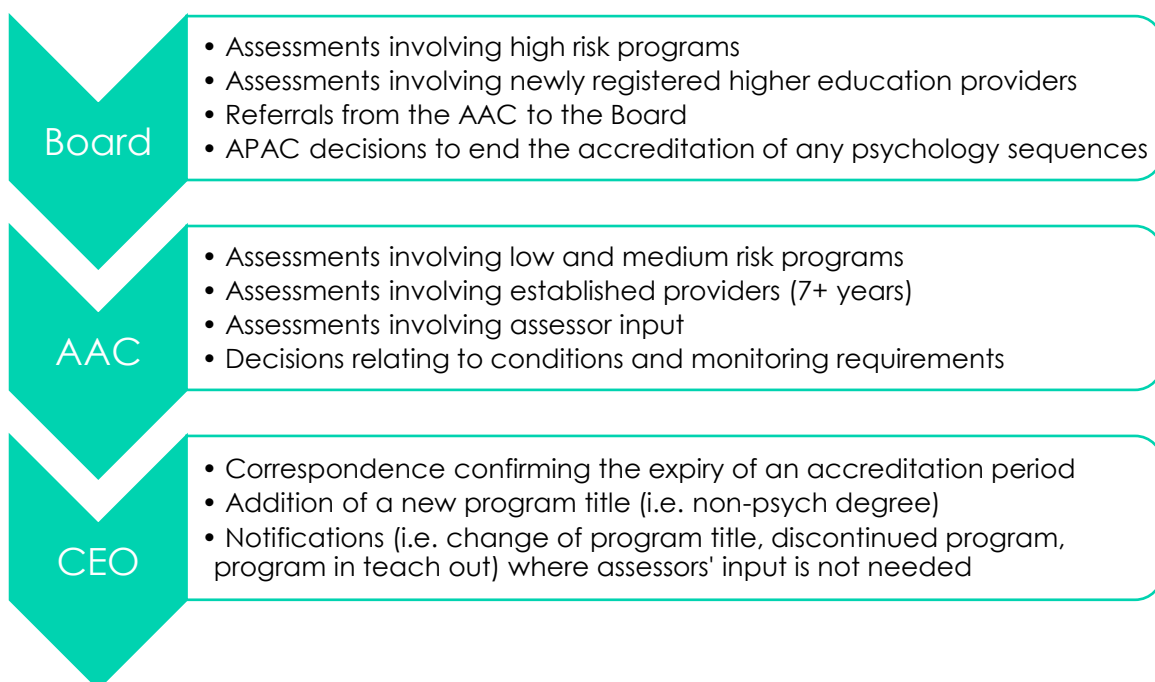 Board
• Assessments involving high risk programs
• Assessments involving newly registered higher education providers
• Referrals from the AAC to the Board
• APAC decisions to end the accreditation of any psychology sequences
AAC
• Assessments involving low and medium risk programs
• Assessments involving established providers (7+ years)
• Assessments involving assessor input
• Decisions relating to conditions and monitoring requirements
CEO
• Correspondence confirming the expiry of an accreditation period
• Addition of a new program title (i.e. non-psych degree)
• Notifications (i.e. change of program title, discontinued program,
program in teach out) where assessors' input is not needed